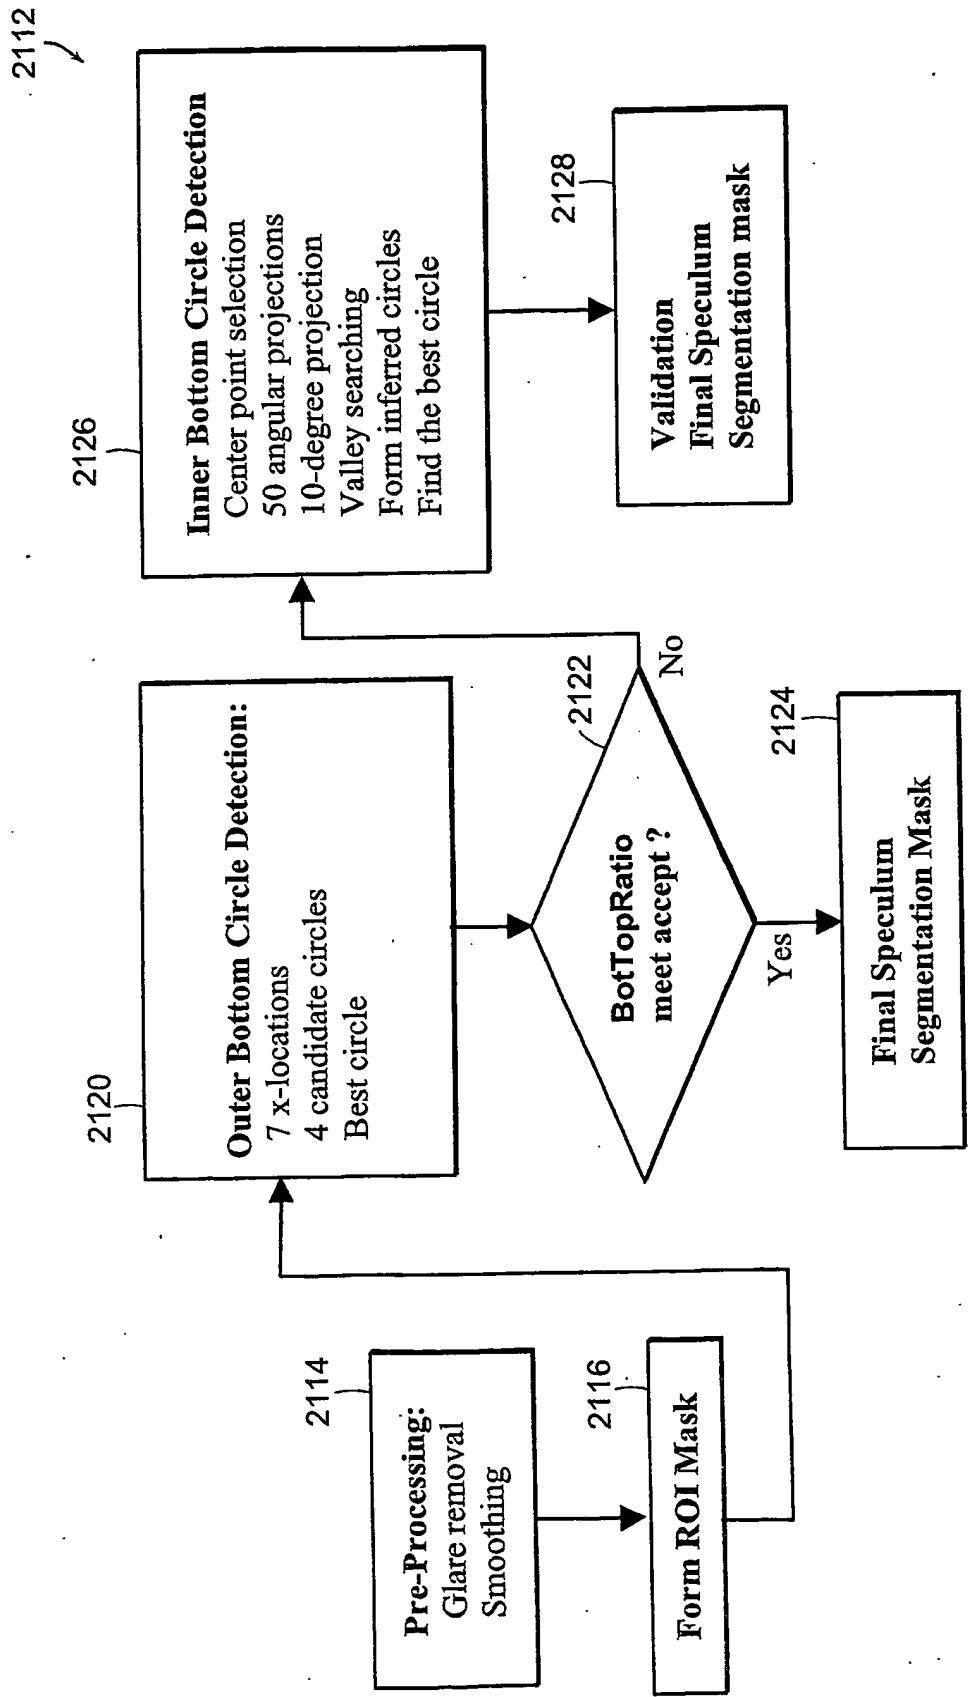 2112
2114
Pre-Processing:
Glare removal
Smoothing
2116
Form ROI Mask
2120
Outer Bottom Circle Detection:
7 x-locations
4 candidate circles
Best circle
2122
BotTopRatio
meet accept ?
No
Yes
2124
Final Speculum
Segmentation Mask
2126
Inner Bottom Circle Detection
Center point selection
50 angular projections
10-degree projection
Valley searching
Form inferred circles
Find the best circle
2128
Validation
Final Speculum
Segmentation mask